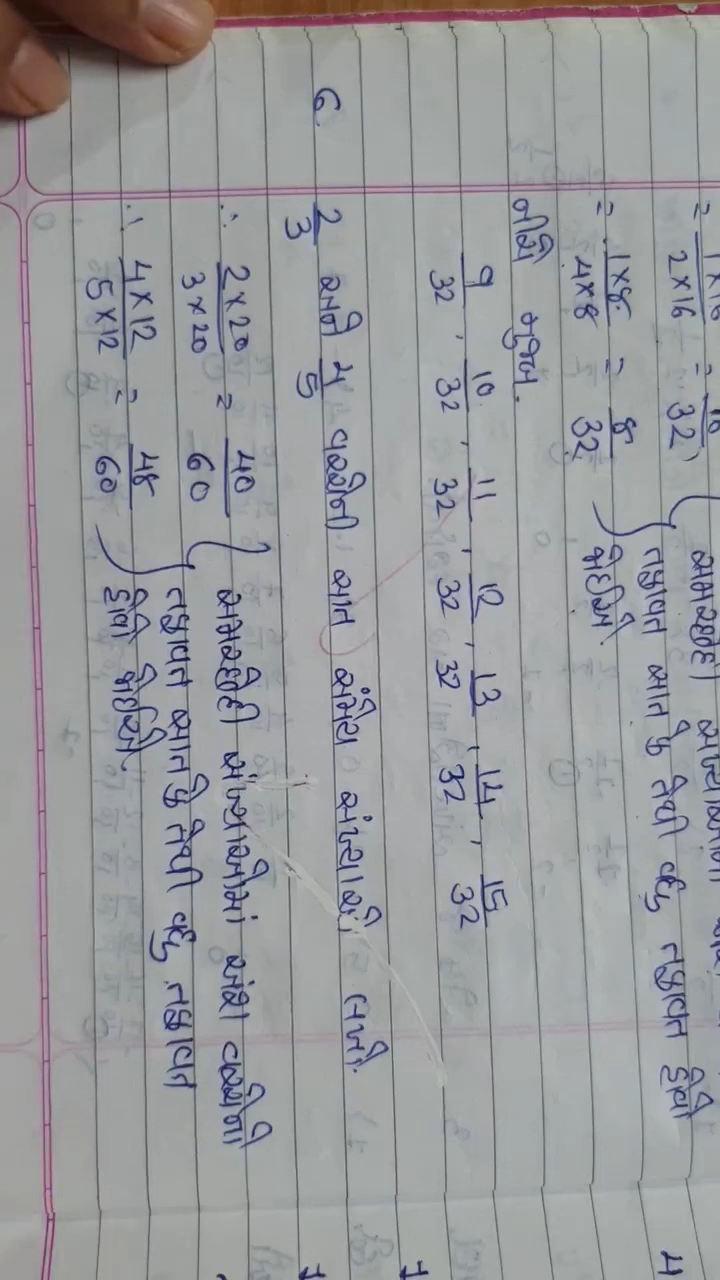 = 1×16/2×16 = 16/32,
= 1×8/4×8 = 8/32
તફાવત સાત કે તેથી વધુ તફાવત હોવો
જોઈએ.
નીચે મુજબ.
9/32, 10/32, 11/32, 12/32, 13/32, 14/32, 15/32
6. 2/3 અને 4/5 વચ્ચેની સાત સંમેય સંખ્યાઓ લખો.
∴ 2×20/3×20 = 40/60 સમચ્છેદી સંખ્યાઓમાં અંશ વચ્ચેનો
તફાવત સાત કે તેથી વધુ તફાવત
∴ 4×12/5×12 = 48/60 હોવો જોઈએ.